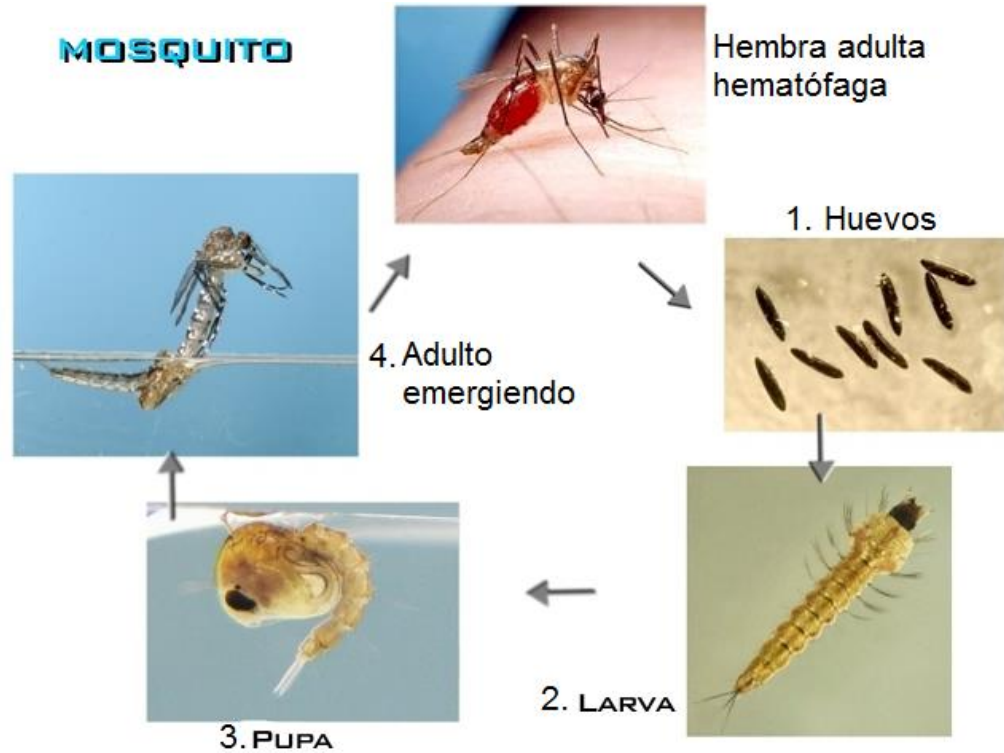 MOSQUITO
Hembra adulta
hematófaga
1. Huevos
2. LARVA
3. PUPA
4. Adulto
emergiendo